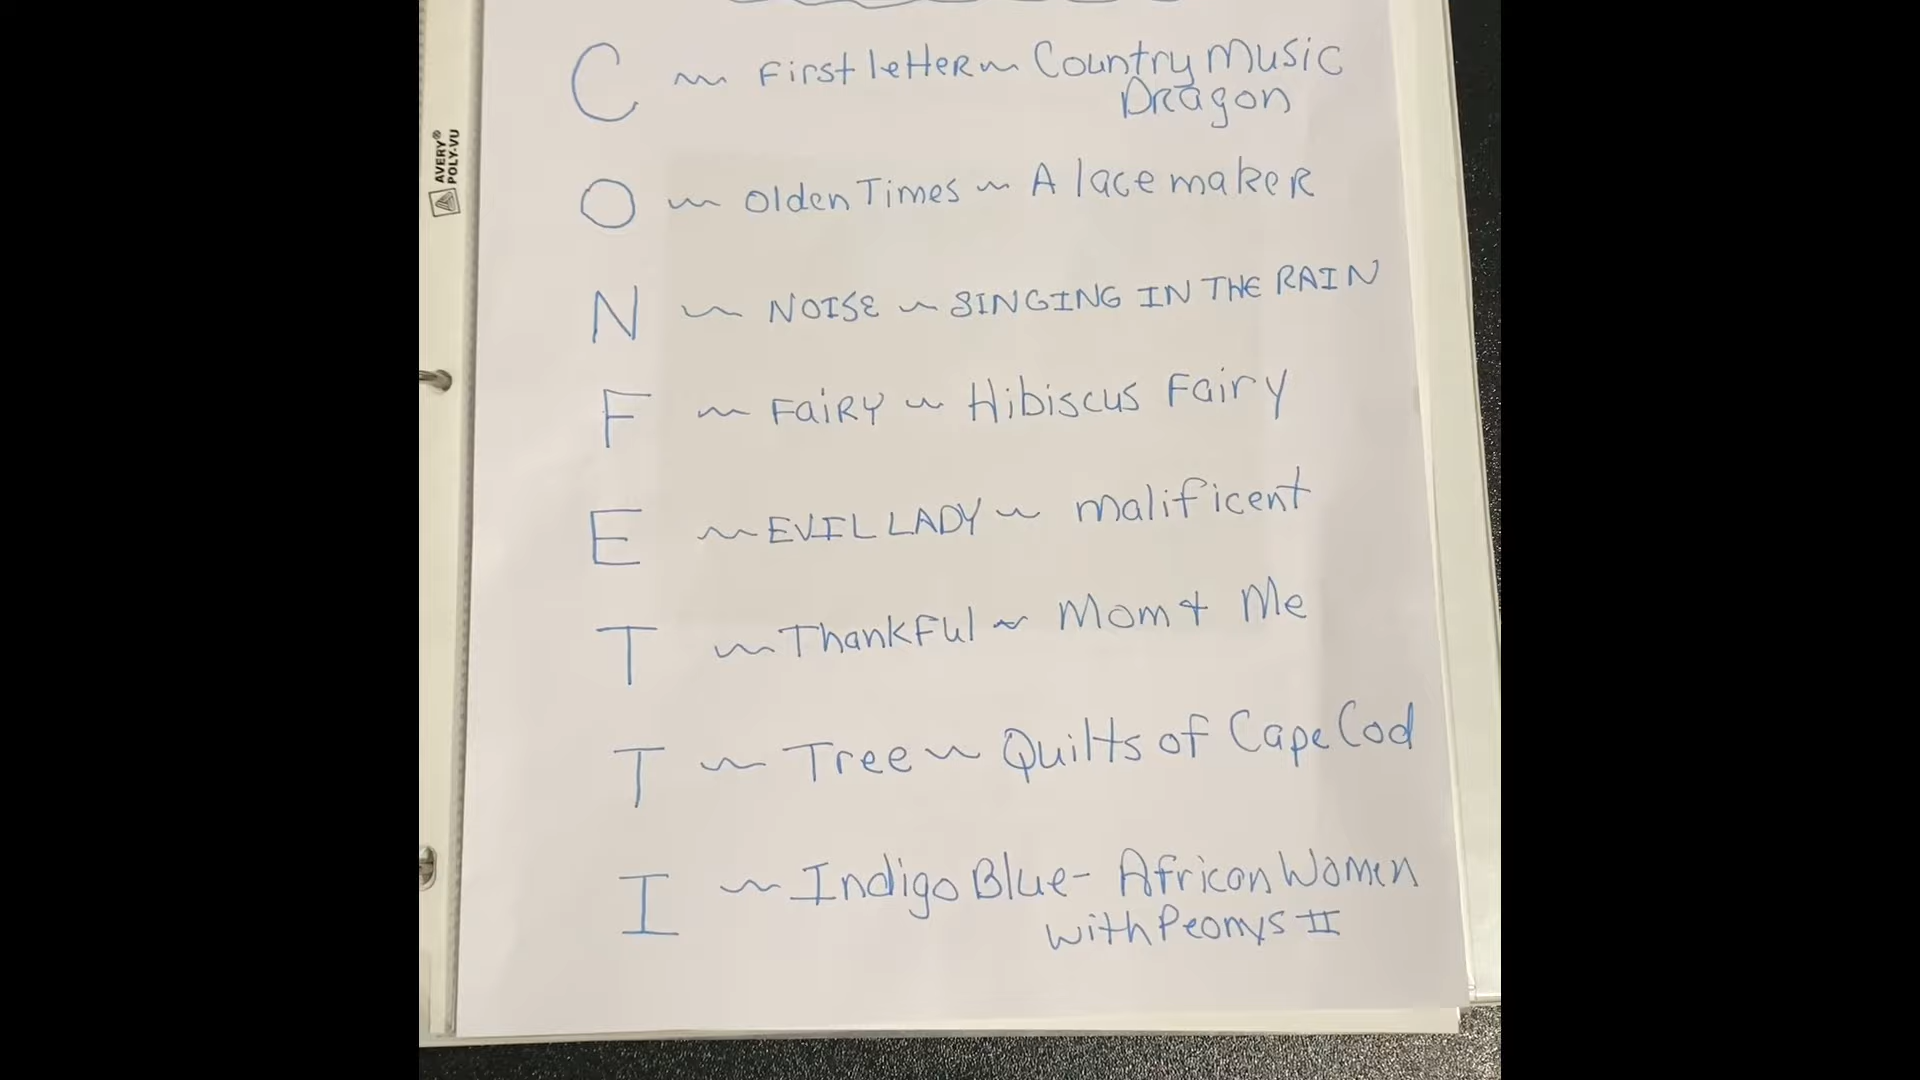 C ~ First letter ~ Country Music
Dragon
O ~ Olden Times ~ A lace maker
N ~ NOISE ~ SINGING IN THE RAIN
F ~ FaiRY ~ Hibiscus Fairy
E ~ EVIL LADY ~ malificent
T ~ ThankFul ~ Mom + Me
T ~ Tree ~ Quilts of Cape Cod
I ~ Indigo Blue - African Women
with Peonys II
AVERY®
POLY-VU